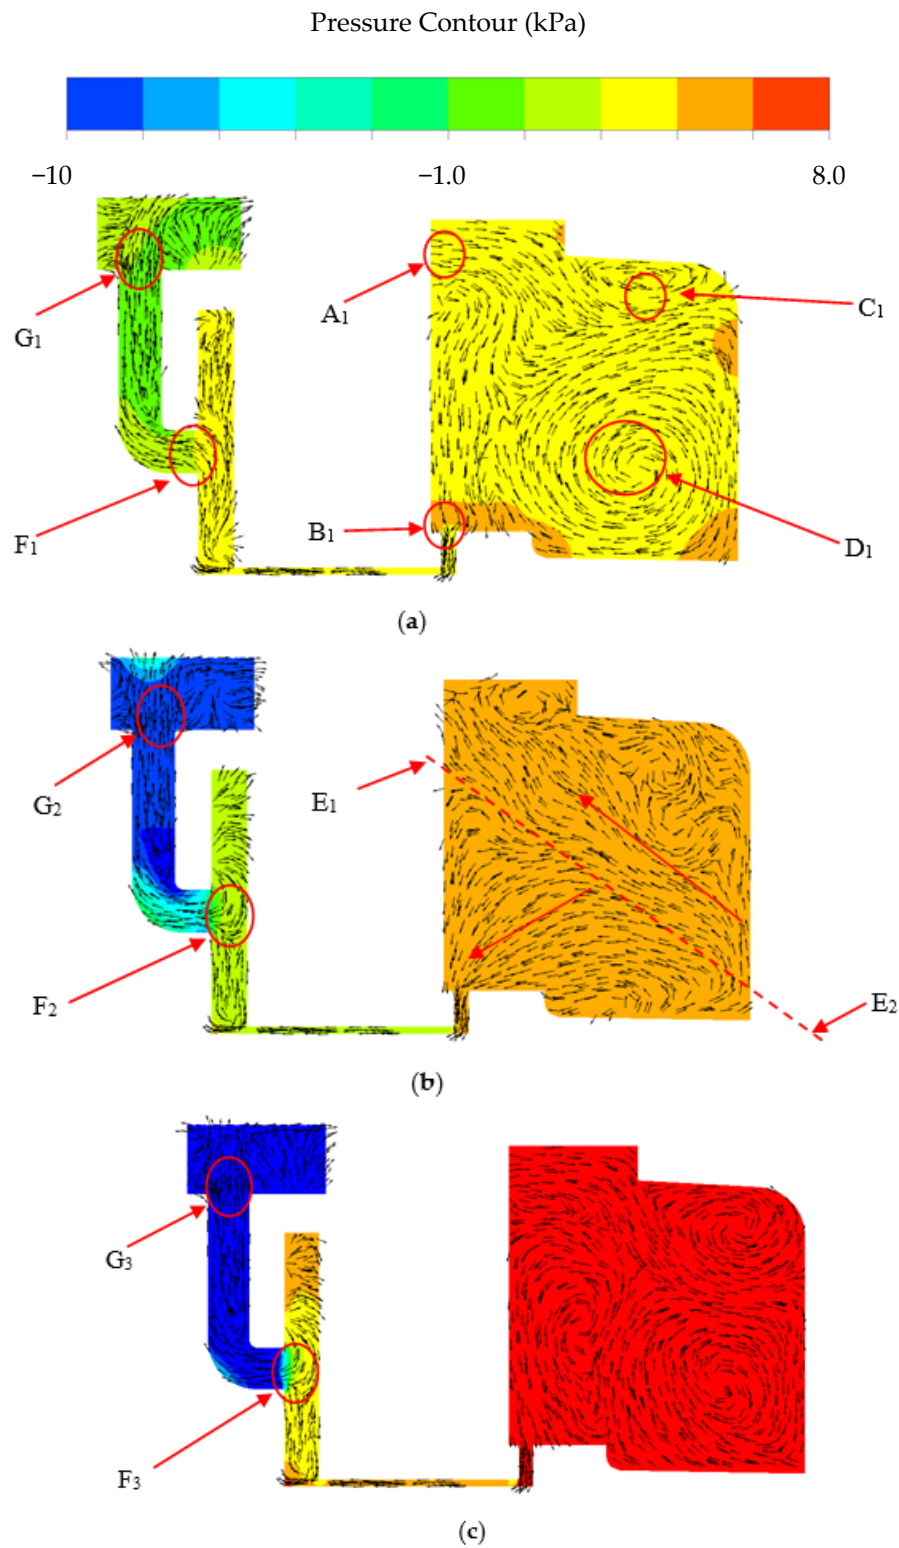 Pressure Contour (kPa)
−10 −1.0 8.0
G₁ A₁ C₁
F₁ B₁ D₁
(a)
G₂ E₁
F₂ E₂
(b)
G₃
F₃
(c)